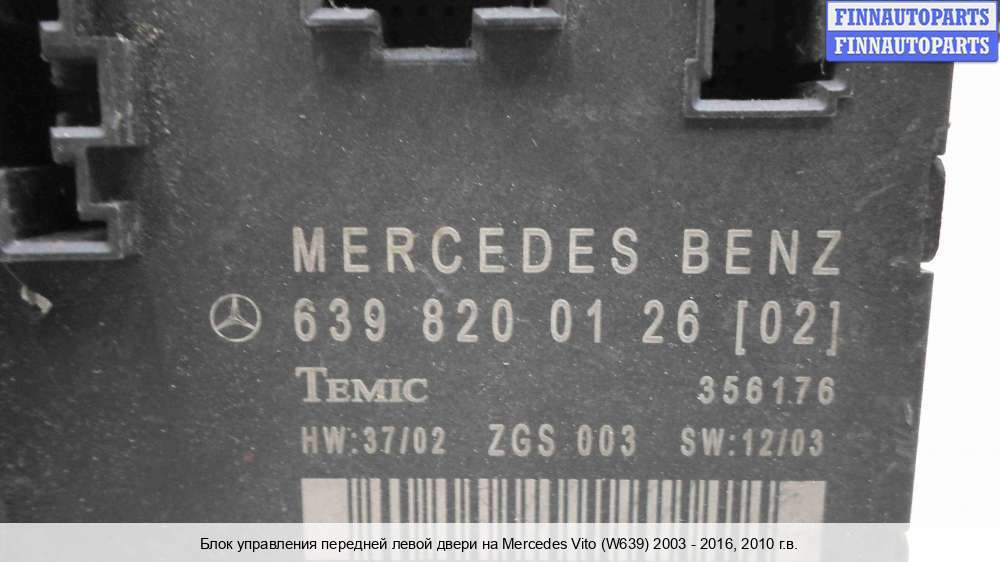 FINNAUTOPARTS
FINNAUTOPARTS
MERCEDES BENZ
639 820 01 26 [02]
TEMIC 356176
HW:37/02 ZGS 003 SW:12/03
Блок управления передней левой двери на Mercedes Vito (W639) 2003 - 2016, 2010 г.в.